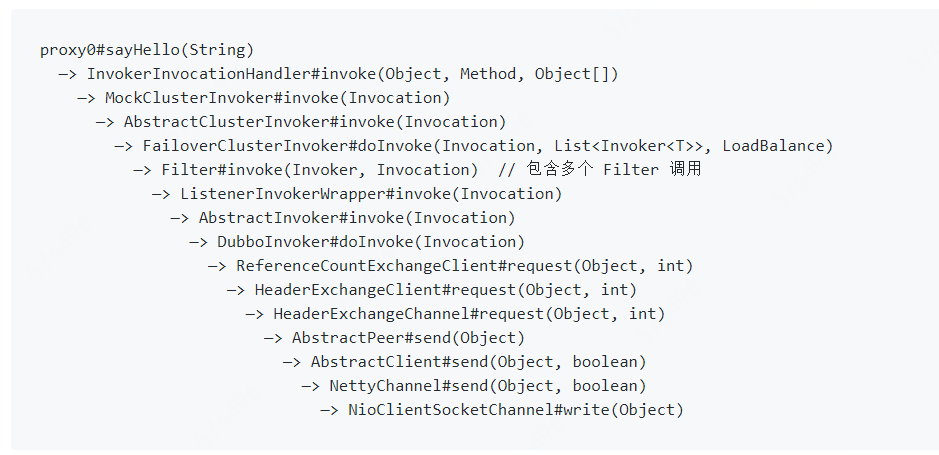 proxy0#sayHello(String)
—> InvokerInvocationHandler#invoke(Object, Method, Object[])
—> MockClusterInvoker#invoke(Invocation)
—> AbstractClusterInvoker#invoke(Invocation)
—> FailoverClusterInvoker#doInvoke(Invocation, List<Invoker<T>>, LoadBalance)
—> Filter#invoke(Invoker, Invocation)  // 包含多个 Filter 调用
—> ListenerInvokerWrapper#invoke(Invocation)
—> AbstractInvoker#invoke(Invocation)
—> DubboInvoker#doInvoke(Invocation)
—> ReferenceCountExchangeClient#request(Object, int)
—> HeaderExchangeClient#request(Object, int)
—> HeaderExchangeChannel#request(Object, int)
—> AbstractPeer#send(Object)
—> AbstractClient#send(Object, boolean)
—> NettyChannel#send(Object, boolean)
—> NioClientSocketChannel#write(Object)